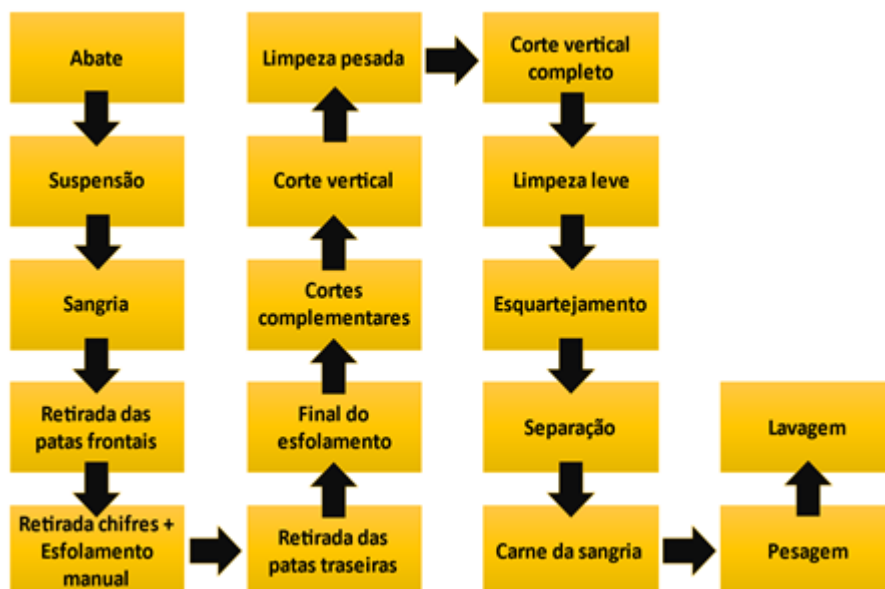 Abate
Suspensão
Sangria
Retirada das
patas frontais
Retirada chifres +
Esfolamento
manual
Retirada das
patas traseiras
Final do
esfolamento
Cortes
complementares
Corte vertical
Limpeza pesada
Corte vertical
completo
Limpeza leve
Esquartejamento
Separação
Carne da sangria
Pesagem
Lavagem